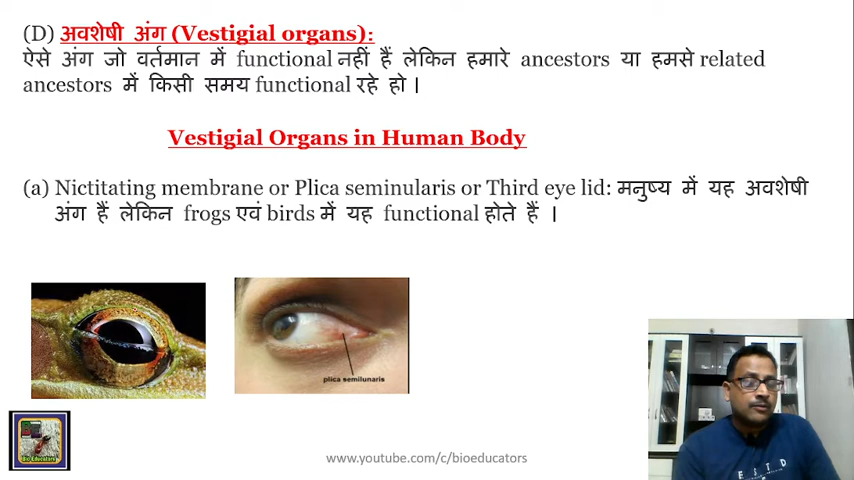 (D) अवशेषी अंग (Vestigial organs):
ऐसे अंग जो वर्तमान में functional नहीं हैं लेकिन हमारे ancestors या हमसे related
ancestors में किसी समय functional रहे हो |
Vestigial Organs in Human Body
(a) Nictitating membrane or Plica seminularis or Third eye lid: मनुष्य में यह अवशेषी
अंग हैं लेकिन frogs एवं birds में यह functional होते हैं |
plica semilunaris
Bio Educators
www.youtube.com/c/bioeducators
E S T D